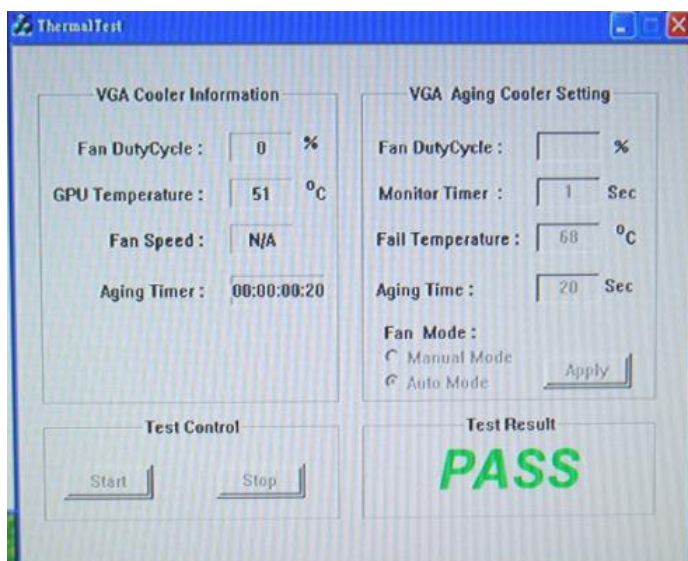 ThermalTest
VGA Cooler Information
Fan DutyCycle : 0 %
GPU Temperature : 51 °C
Fan Speed : N/A
Aging Timer : 00:00:00:20
VGA Aging Cooler Setting
Fan DutyCycle : %
Monitor Timer : 1 Sec
Fail Temperature : 68 °C
Aging Time : 20 Sec
Fan Mode :
Manual Mode
Auto Mode
Apply
Test Control
Start Stop
Test Result
PASS